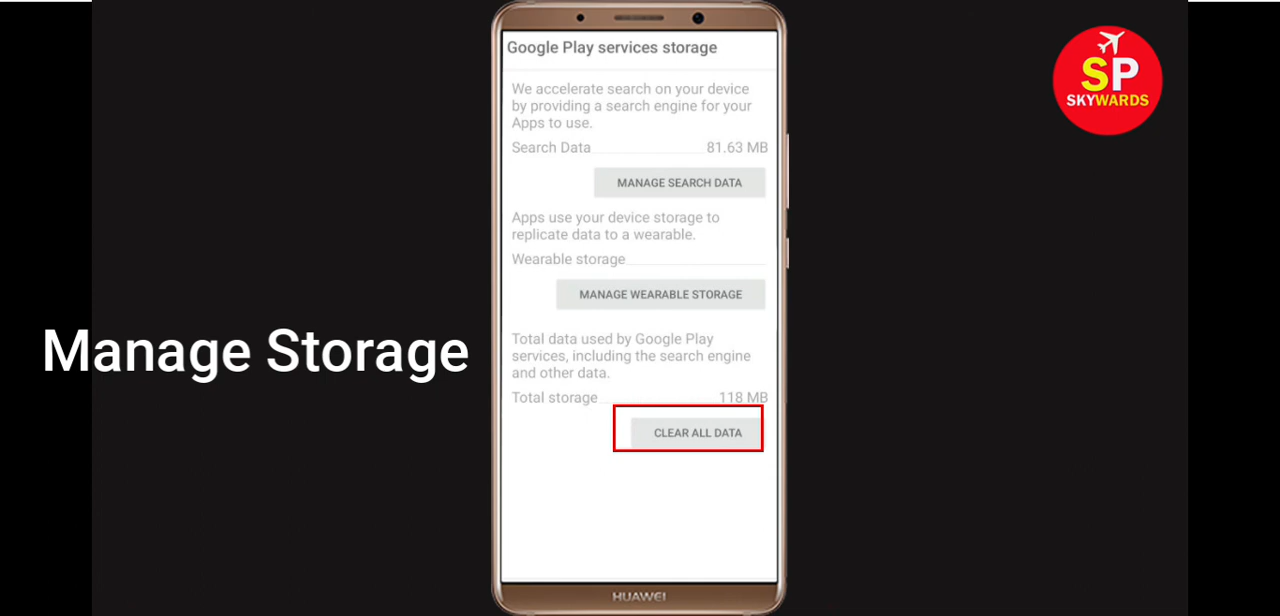 Google Play services storage
We accelerate search on your device
by providing a search engine for your
Apps to use.
Search Data 81.63 MB
MANAGE SEARCH DATA
Apps use your device storage to
replicate data to a wearable.
Wearable storage
MANAGE WEARABLE STORAGE
Total data used by Google Play
services, including the search engine
and other data.
Total storage 118 MB
CLEAR ALL DATA
HUAWEI
Manage Storage
SP
SKYWARDS